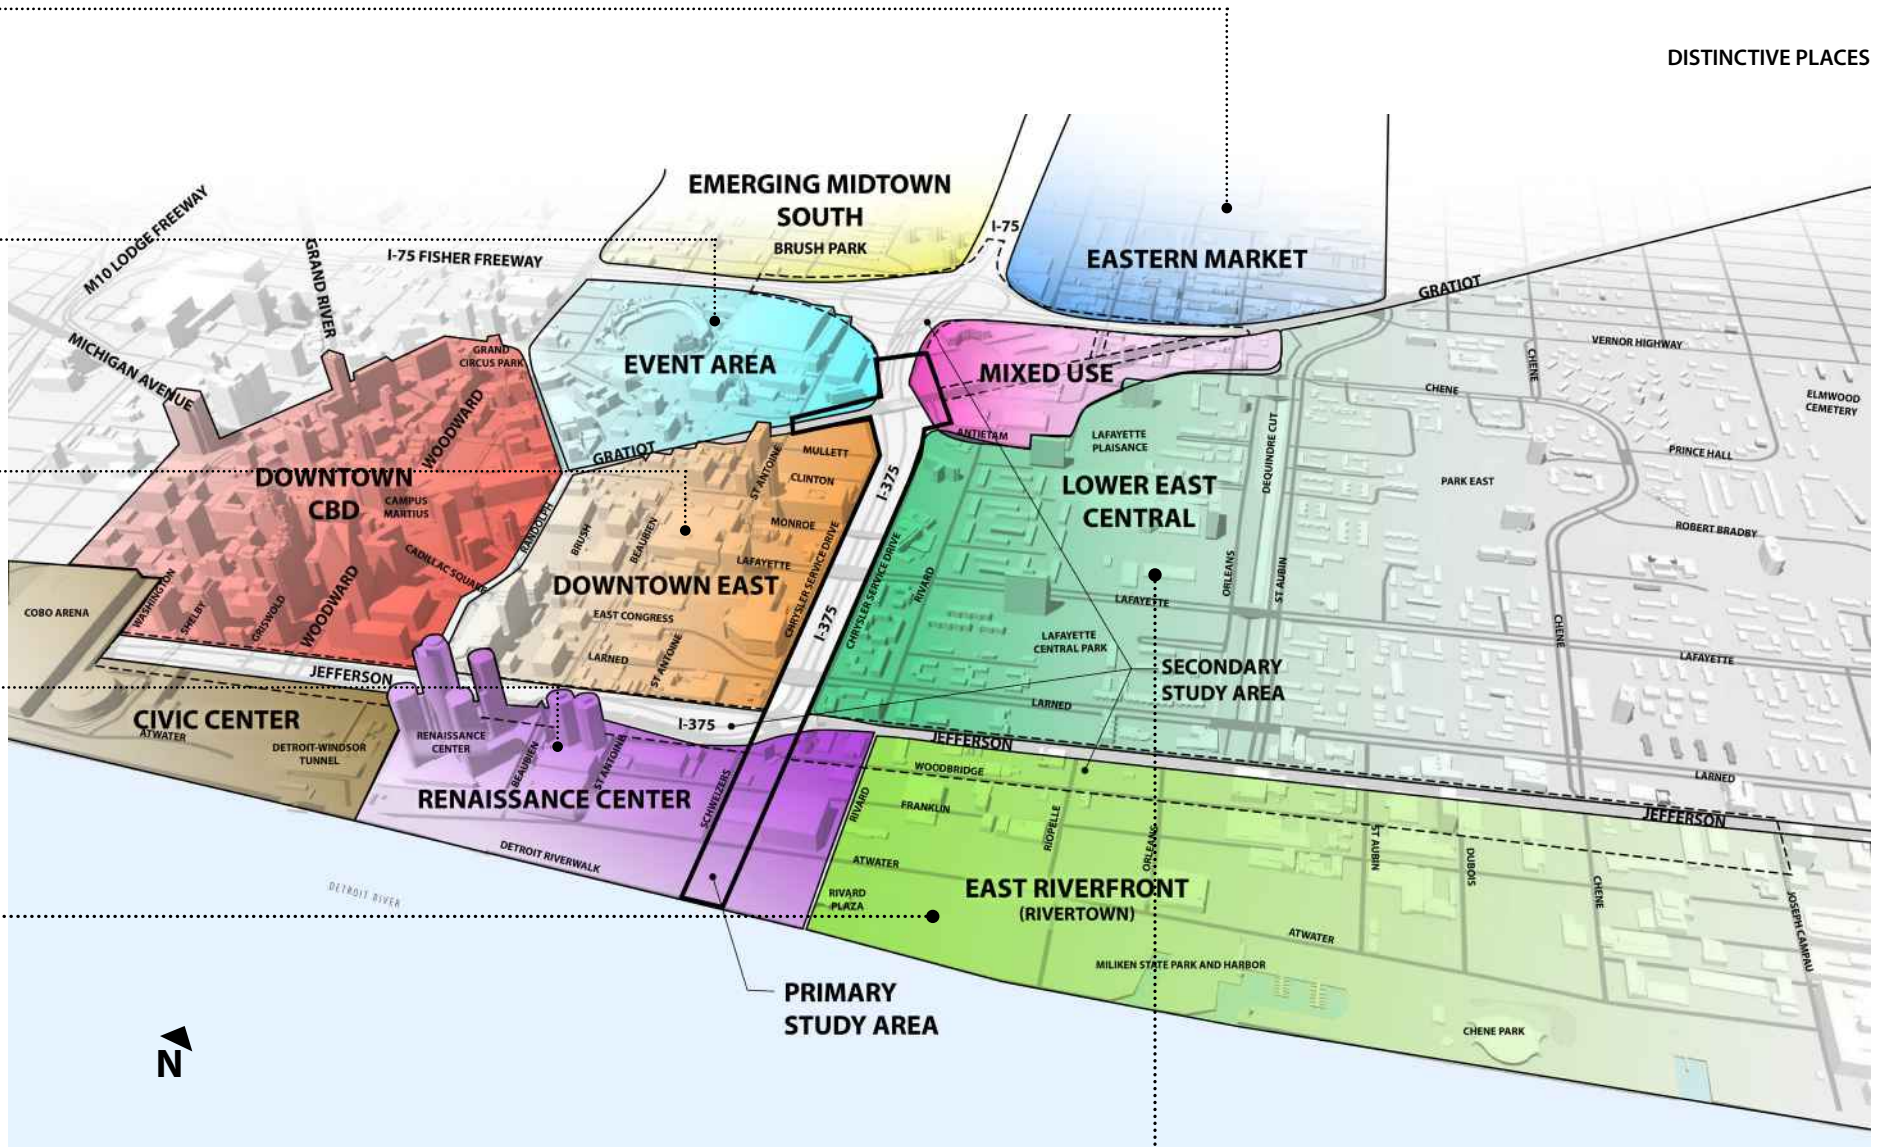 DISTINCTIVE PLACES
EMERGING MIDTOWN
SOUTH
BRUSH PARK
I-75
EASTERN MARKET
M10 LODGE FREEWAY
GRAND RIVER
I-75 FISHER FREEWAY
GRATIOT
MICHIGAN AVENUE
GRAND
CIRCUS PARK
EVENT AREA
MIXED USE
VERNOR HIGHWAY
CHENE
CHENE
ELMWOOD
CEMETERY
WOODWARD
GRATIOT
ANTIETAM
LAFAYETTE
PLAISANCE
DEQUINDRE CUT
PRINCE HALL
DOWNTOWN
CBD
CAMPUS
MARTIUS
ST ANTOINE
MULLETT
CLINTON
MONROE
I-375
LOWER EAST
CENTRAL
PARK EAST
ROBERT BRADBY
RANDOLPH
BRUSH
BEAUBIEN
LAFAYETTE
CADILLAC SQUARE
DOWNTOWN EAST
CHRYSLER SERVICE DRIVE
CHRYSLER SERVICE DRIVE
RIVARD
ORLEANS
ST AUBIN
COBO ARENA
WASHINGTON
SHELBY
GRISWOLD
WOODWARD
EAST CONGRESS
I-375
LAFAYETTE
LAFAYETTE
CENTRAL PARK
CHENE
LARNED
ST ANTOINE
LAFAYETTE
SECONDARY
STUDY AREA
JEFFERSON
LARNED
CIVIC CENTER
ATWATER
I-375
RENAISSANCE
CENTER
DETROIT-WINDSOR
TUNNEL
BEAUBIEN
ST ANTOINE
JEFFERSON
WOODBRIDGE
LARNED
RENAISSANCE CENTER
SCHWEIZERS
RIVARD
FRANKLIN
RIOPELLE
ORLEANS
JEFFERSON
ST AUBIN
DUBOIS
CHENE
DETROIT RIVERWALK
ATWATER
DETROIT RIVER
RIVARD
PLAZA
EAST RIVERFRONT
(RIVERTOWN)
ATWATER
JOSEPH CAMPAU
MILIKEN STATE PARK AND HARBOR
PRIMARY
STUDY AREA
CHENE PARK
N